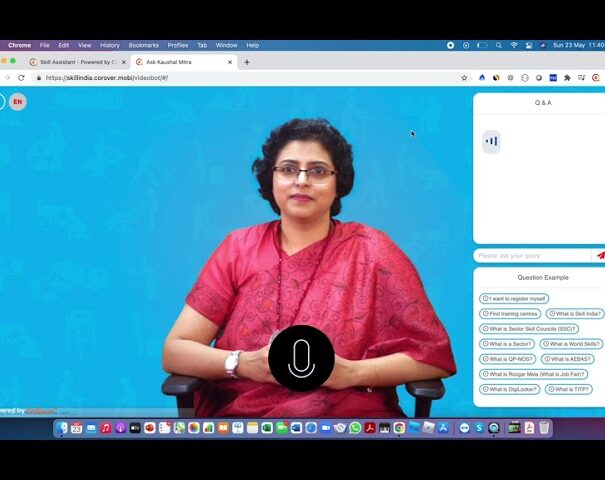 Chrome File Edit View History Bookmarks Profiles Tab Window Help Sun 23 May 11:40
Skill Assistant - Powered by C Ask Kaushal Mitra
https://skillindia.corover.mobi/videobot/#/
EN
Q & A
Please ask your query
Question Example
I want to register myself
Find training centres What is Skill India?
What is Sector Skill Councils (SSC)?
What is a Sector? What is World Skills?
What is QP-NOS? What is AEBAS?
What is Rozgar Mela (What is Job Fair)?
What is DigiLocker? What is TITP?
ered by